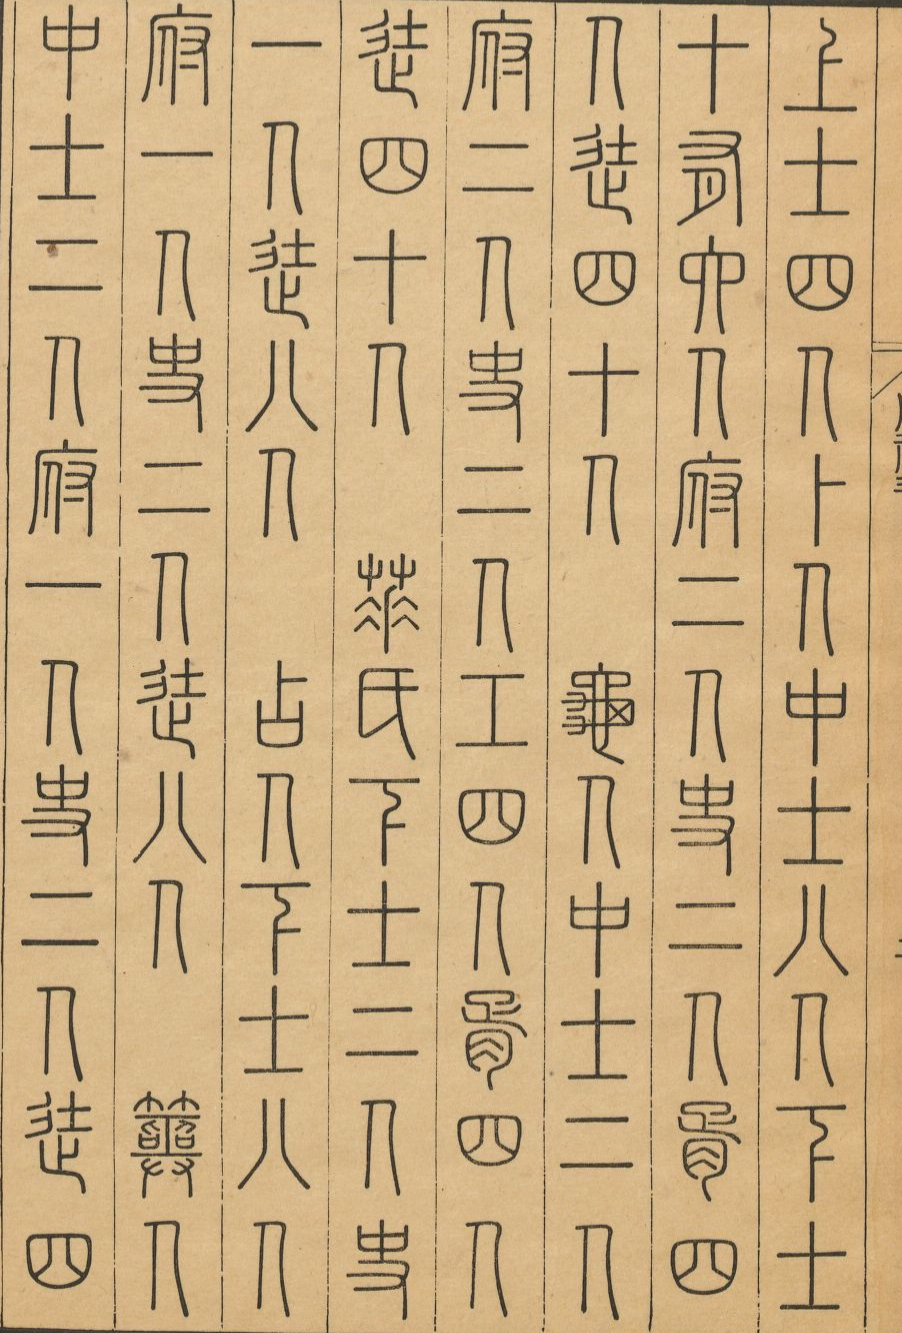 上士四人卜人中士八人下士
十有六人府二人史二人胥四
人徒四十人　龜人中士二人
府二人史二人工四人胥四人
徒四十人　菙氏下士二人史
一人徒八人　占人下士八人
府一人史二人徒八人　簭人
中士二人府一人史二人徒四